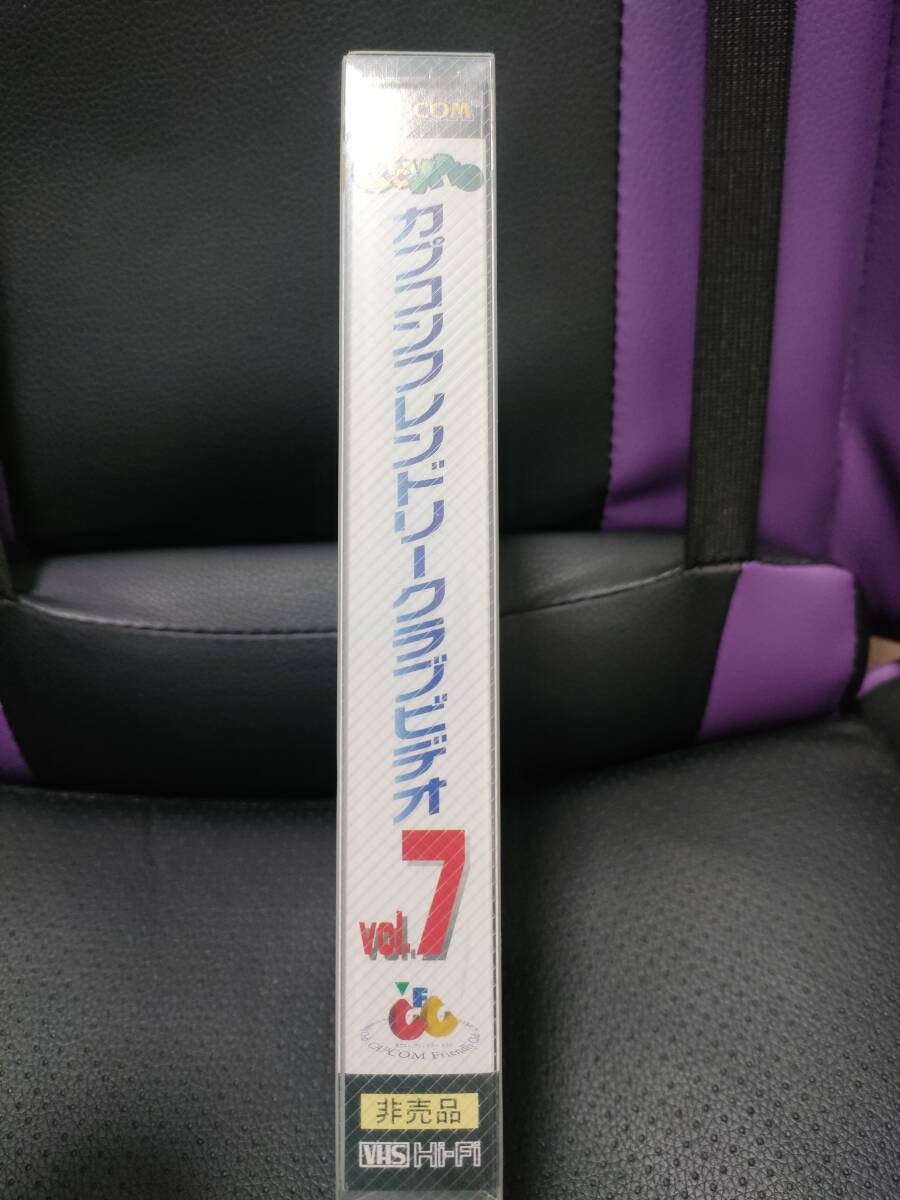 CAPCOM
カプコンフレンドリークラブビデオ
vol.7
CFC
CAPCOM Friendly Club
非売品
VHS Hi-Fi